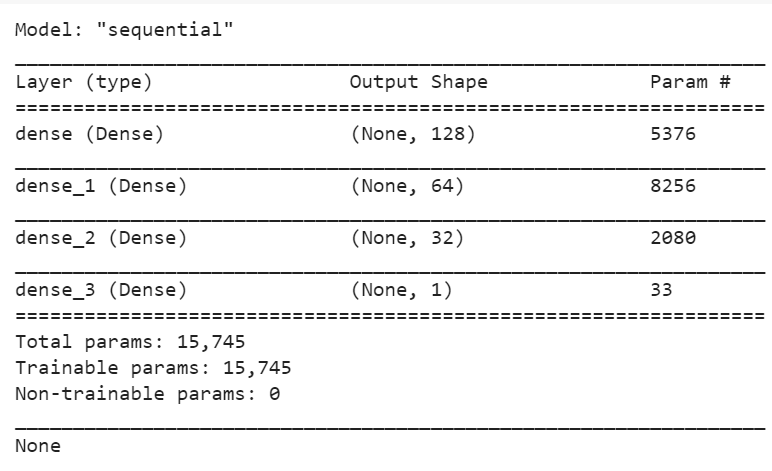 Model: "sequential"
_________________________________________________________________
Layer (type)                 Output Shape              Param #
=================================================================
dense (Dense)                (None, 128)               5376
_________________________________________________________________
dense_1 (Dense)              (None, 64)                8256
_________________________________________________________________
dense_2 (Dense)              (None, 32)                2080
_________________________________________________________________
dense_3 (Dense)              (None, 1)                 33
=================================================================
Total params: 15,745
Trainable params: 15,745
Non-trainable params: 0
_________________________________________________________________
None